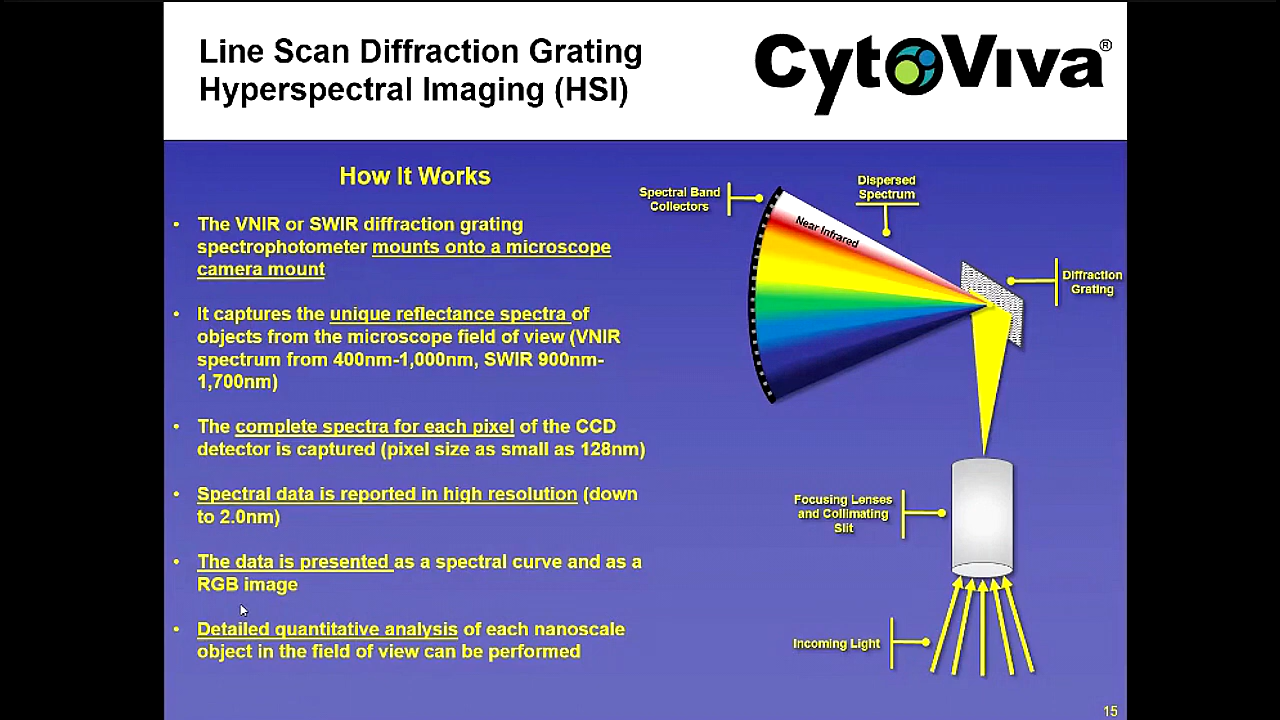 Line Scan Diffraction Grating
Hyperspectral Imaging (HSI)
CytoViva®
How It Works
• The VNIR or SWIR diffraction grating
spectrophotometer mounts onto a microscope
camera mount
• It captures the unique reflectance spectra of
objects from the microscope field of view (VNIR
spectrum from 400nm-1,000nm, SWIR 900nm-
1,700nm)
• The complete spectra for each pixel of the CCD
detector is captured (pixel size as small as 128nm)
• Spectral data is reported in high resolution (down
to 2.0nm)
• The data is presented as a spectral curve and as a
RGB image
• Detailed quantitative analysis of each nanoscale
object in the field of view can be performed
Spectral Band
Collectors
Dispersed
Spectrum
Near Infrared
Diffraction
Grating
Focusing Lenses
and Collimating
Slit
Incoming Light
15